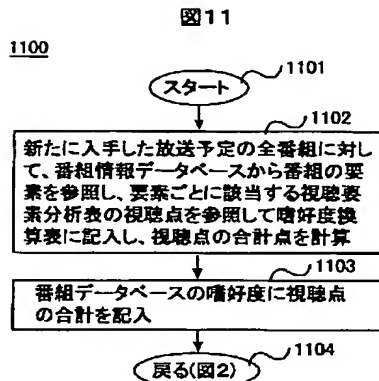 図11
1100
スタート
1101
1102
新たに入手した放送予定の全番組に対し
て、番組情報データベースから番組の要
素を参照し、要素ごとに該当する視聴要
素分析表の視聴点を参照して嗜好度換
算表に記入し、視聴点の合計点を計算
1103
番組データベースの嗜好度に視聴点
の合計を記入
1104
戻る(図2)